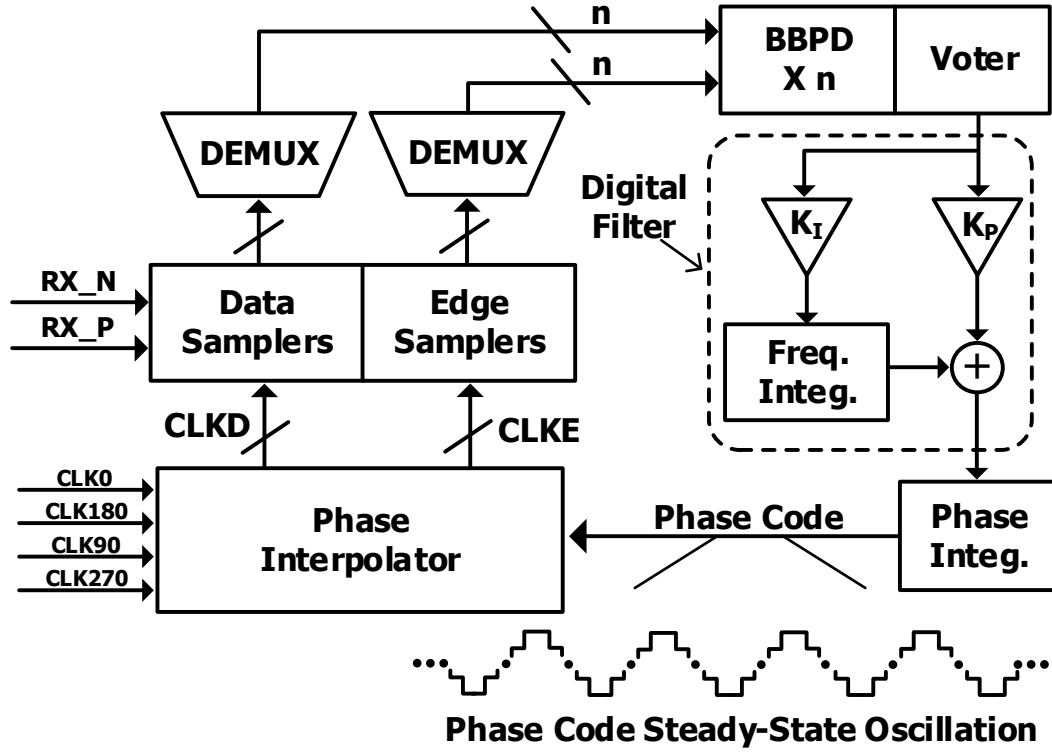 n
n
BBPD
X n
Voter
DEMUX
DEMUX
Digital
Filter
K_I
K_P
RX_N
RX_P
Data
Samplers
Edge
Samplers
Freq.
Integ.
+
CLKD
CLKE
CLK0
CLK180
CLK90
CLK270
Phase
Interpolator
Phase Code
Phase
Integ.
Phase Code Steady-State Oscillation